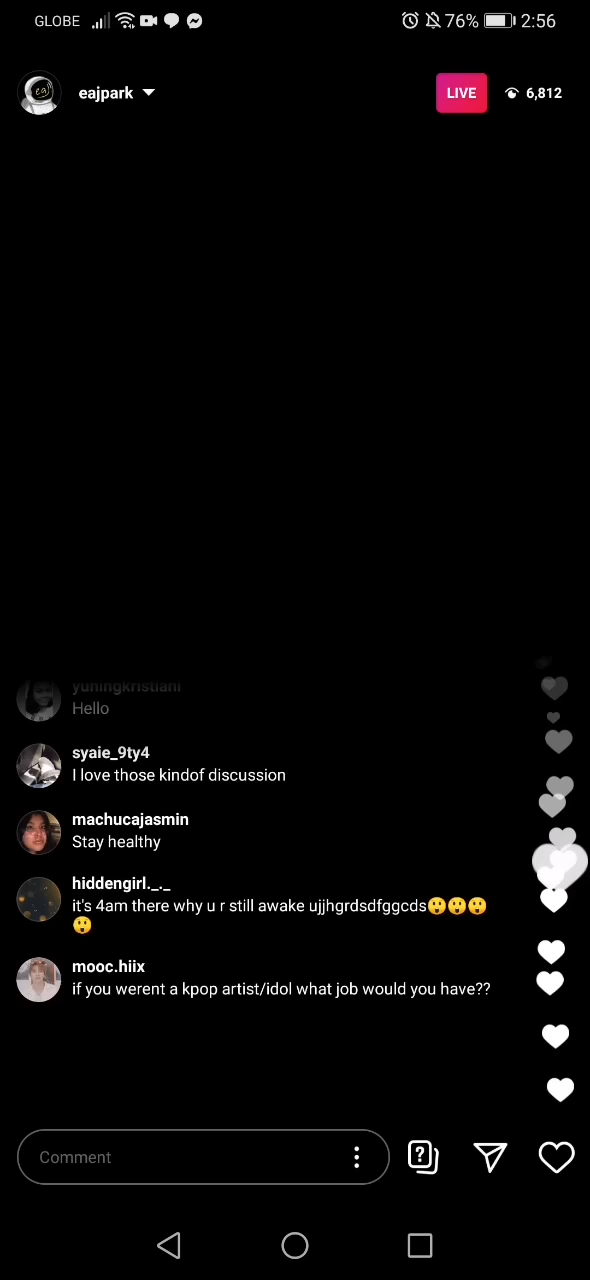 GLOBE 76% 2:56
eajpark LIVE 6,812
yuningkristiani
Hello
syaie_9ty4
I love those kindof discussion
machucajasmin
Stay healthy
hiddengirl._._
it's 4am there why u r still awake ujjhgrdsdfggcds😲😲😲
😲
mooc.hiix
if you werent a kpop artist/idol what job would you have??
Comment